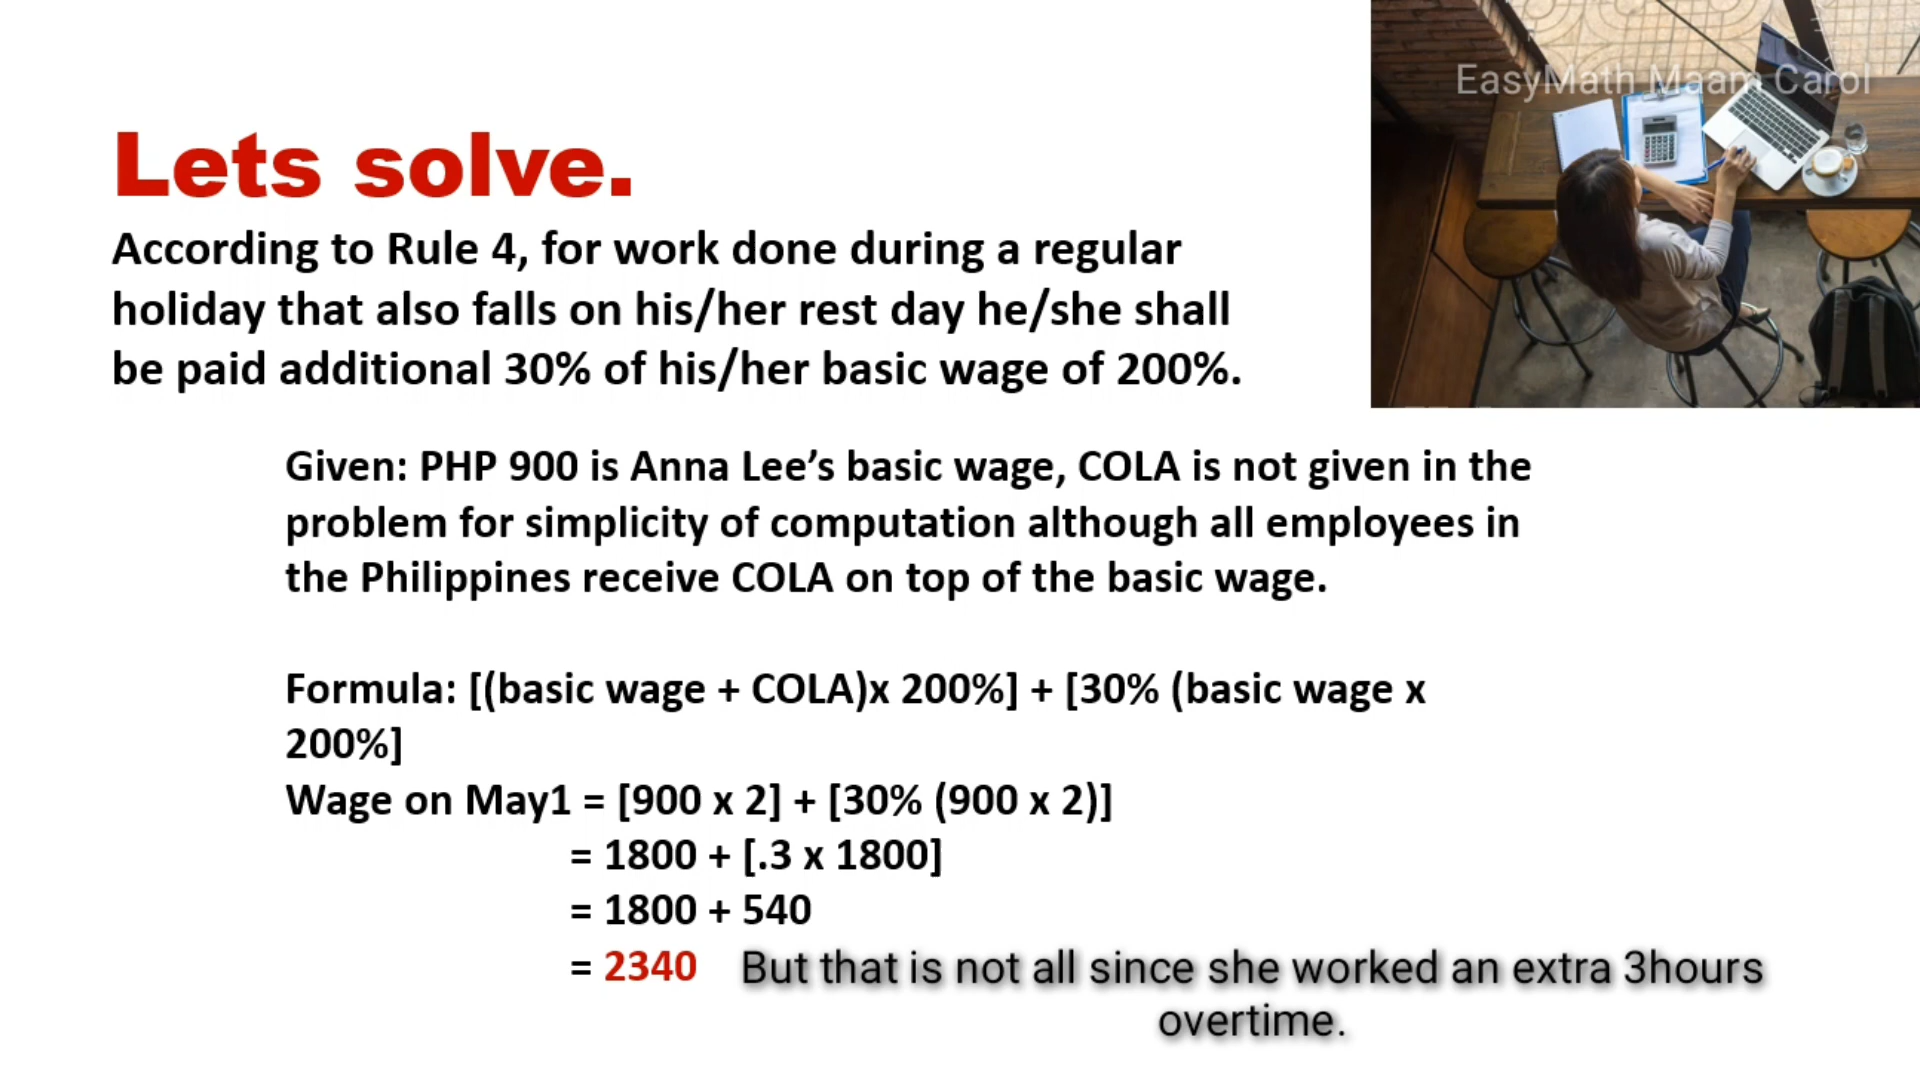 EasyMath Maam Carol
Lets solve.
According to Rule 4, for work done during a regular
holiday that also falls on his/her rest day he/she shall
be paid additional 30% of his/her basic wage of 200%.
Given: PHP 900 is Anna Lee’s basic wage, COLA is not given in the
problem for simplicity of computation although all employees in
the Philippines receive COLA on top of the basic wage.
Formula: [(basic wage + COLA)x 200%] + [30% (basic wage x
200%]
Wage on May1 = [900 x 2] + [30% (900 x 2)]
= 1800 + [.3 x 1800]
= 1800 + 540
= 2340 But that is not all since she worked an extra 3hours
overtime.